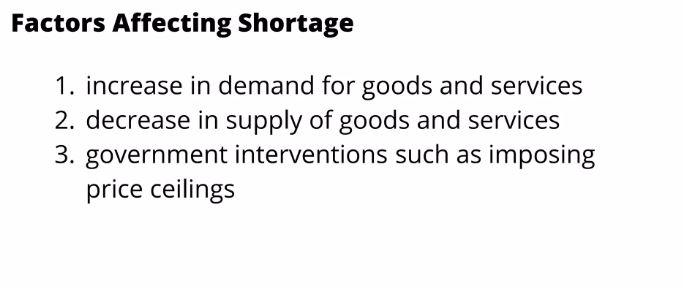 Factors Affecting Shortage
1. increase in demand for goods and services
2. decrease in supply of goods and services
3. government interventions such as imposing
price ceilings